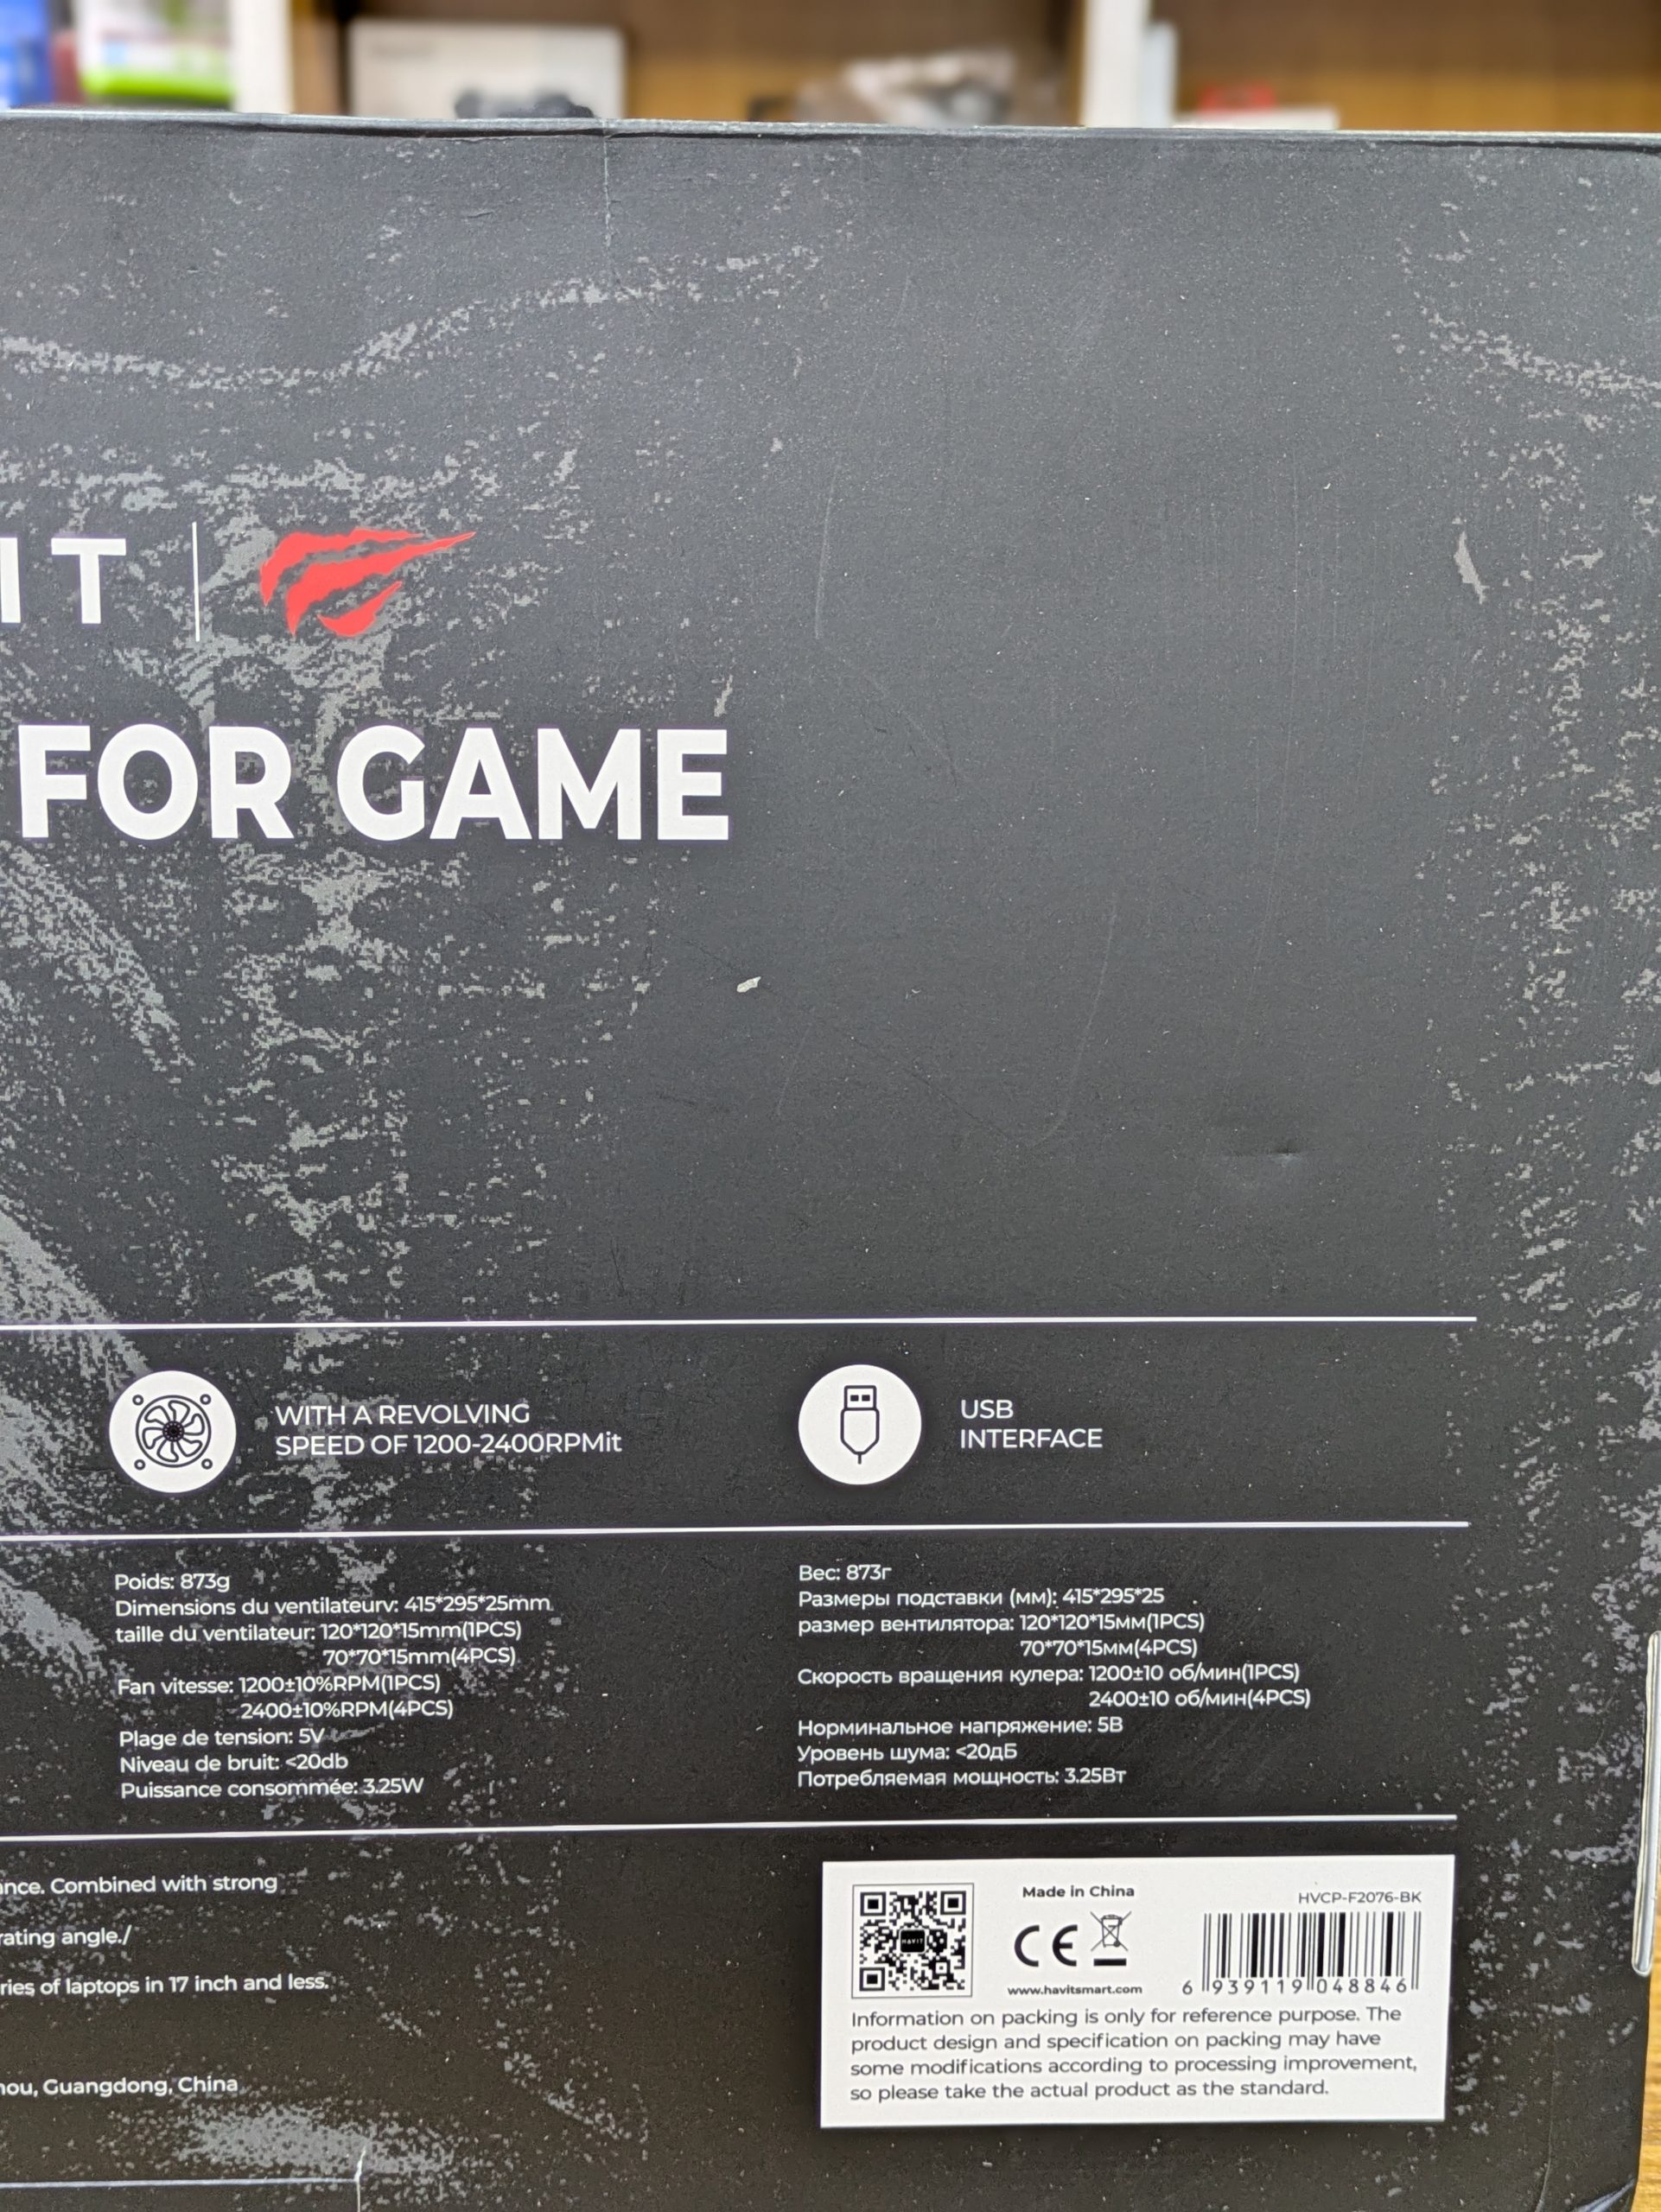 IT
FOR GAME
WITH A REVOLVING
SPEED OF 1200-2400RPMit
USB
INTERFACE
Poids: 873g
Dimensions du ventilateurv: 415*295*25mm
taille du ventilateur: 120*120*15mm(1PCS)
70*70*15mm(4PCS)
Fan vitesse: 1200±10%RPM(1PCS)
2400±10%RPM(4PCS)
Plage de tension: 5V
Niveau de bruit: <20db
Puissance consommée: 3.25W
Вес: 873г
Размеры подставки (мм): 415*295*25
размер вентилятора: 120*120*15мм(1PCS)
70*70*15мм(4PCS)
Скорость вращения кулера: 1200±10 об/мин(1PCS)
2400±10 об/мин(4PCS)
Норминальное напряжение: 5В
Уровень шума: <20дБ
Потребляемая мощность: 3.25Вт
ance. Combined with strong
rating angle./
ries of laptops in 17 inch and less.
hou, Guangdong, China
HAVIT
Made in China
CE
www.havitsmart.com
HVCP-F2076-BK
6 939119 048846
Information on packing is only for reference purpose. The
product design and specification on packing may have
some modifications according to processing improvement,
so please take the actual product as the standard.